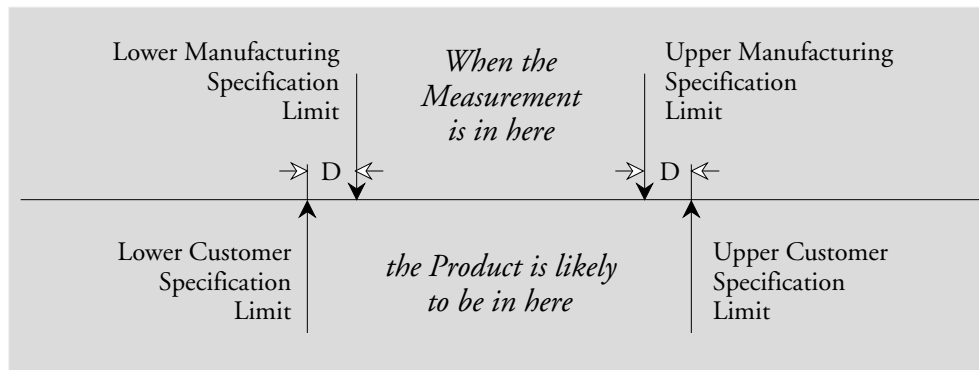 Lower Manufacturing
Specification
Limit
When the
Measurement
is in here
Upper Manufacturing
Specification
Limit
D
D
Lower Customer
Specification
Limit
the Product is likely
to be in here
Upper Customer
Specification
Limit